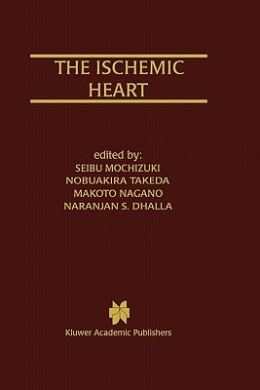 THE ISCHEMIC
HEART
edited by:
SEIBU MOCHIZUKI
NOBUAKIRA TAKEDA
MAKOTO NAGANO
NARANJAN S. DHALLA
Kluwer Academic Publishers